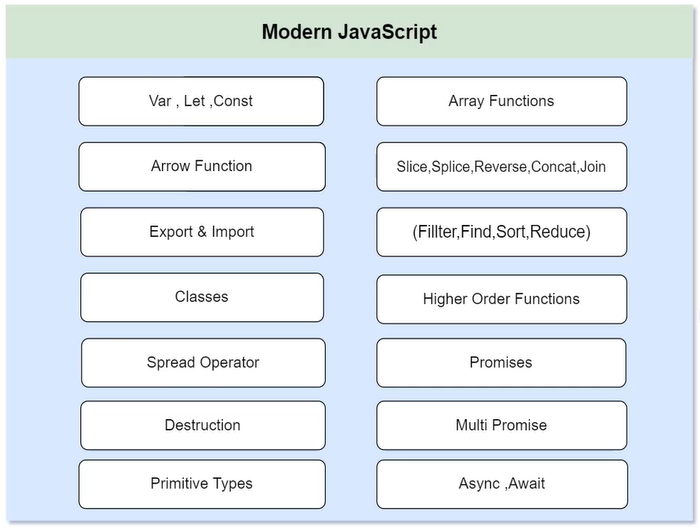 Modern JavaScript
Var , Let ,Const
Arrow Function
Export & Import
Classes
Spread Operator
Destruction
Primitive Types
Array Functions
Slice,Splice,Reverse,Concat,Join
(Fillter,Find,Sort,Reduce)
Higher Order Functions
Promises
Multi Promise
Async ,Await